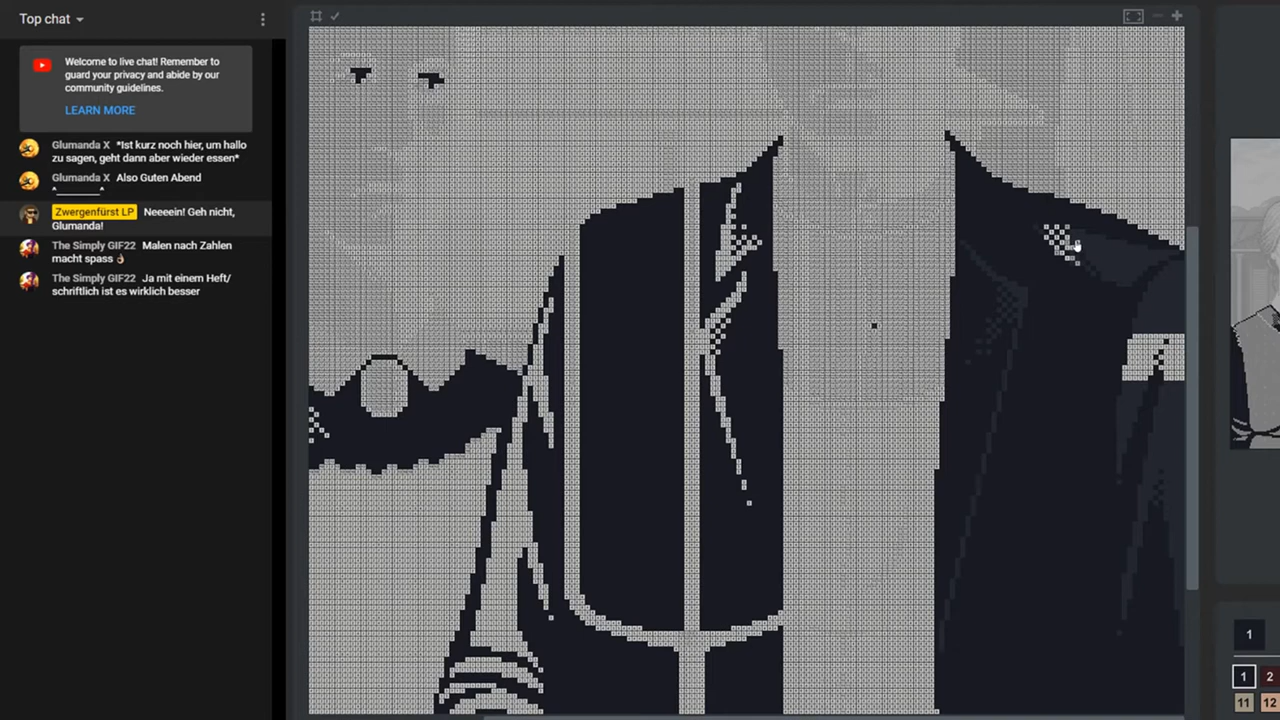 Top chat
Welcome to live chat! Remember to
guard your privacy and abide by our
community guidelines.
LEARN MORE
Glumanda X *Ist kurz noch hier, um hallo
zu sagen, geht dann aber wieder essen*
Glumanda X Also Guten Abend
^_________^
Zwergenfürst LP Neeeein! Geh nicht,
Glumanda!
The Simply GIF22 Malen nach Zahlen
macht spass 👌🏼
The Simply GIF22 Ja mit einem Heft/
schriftlich ist es wirklich besser
1
1 2
11 12